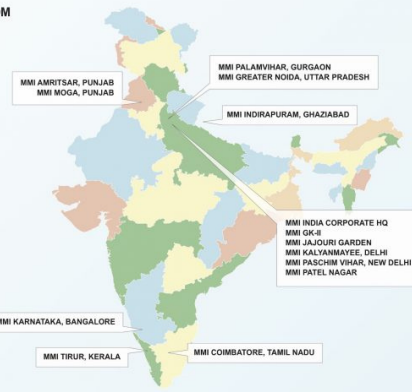 OM
MMI PALAMVIHAR, GURGAON
MMI GREATER NOIDA, UTTAR PRADESH
MMI AMRITSAR, PUNJAB
MMI MOGA, PUNJAB
MMI INDIRAPURAM, GHAZIABAD
MMI INDIA CORPORATE HQ
MMI GK-II
MMI JAJOURI GARDEN
MMI KALYANMAYEE, DELHI
MMI PASCHIM VIHAR, NEW DELHI
MMI PATEL NAGAR
MMI KARNATAKA, BANGALORE
MMI TIRUR, KERALA
MMI COIMBATORE, TAMIL NADU